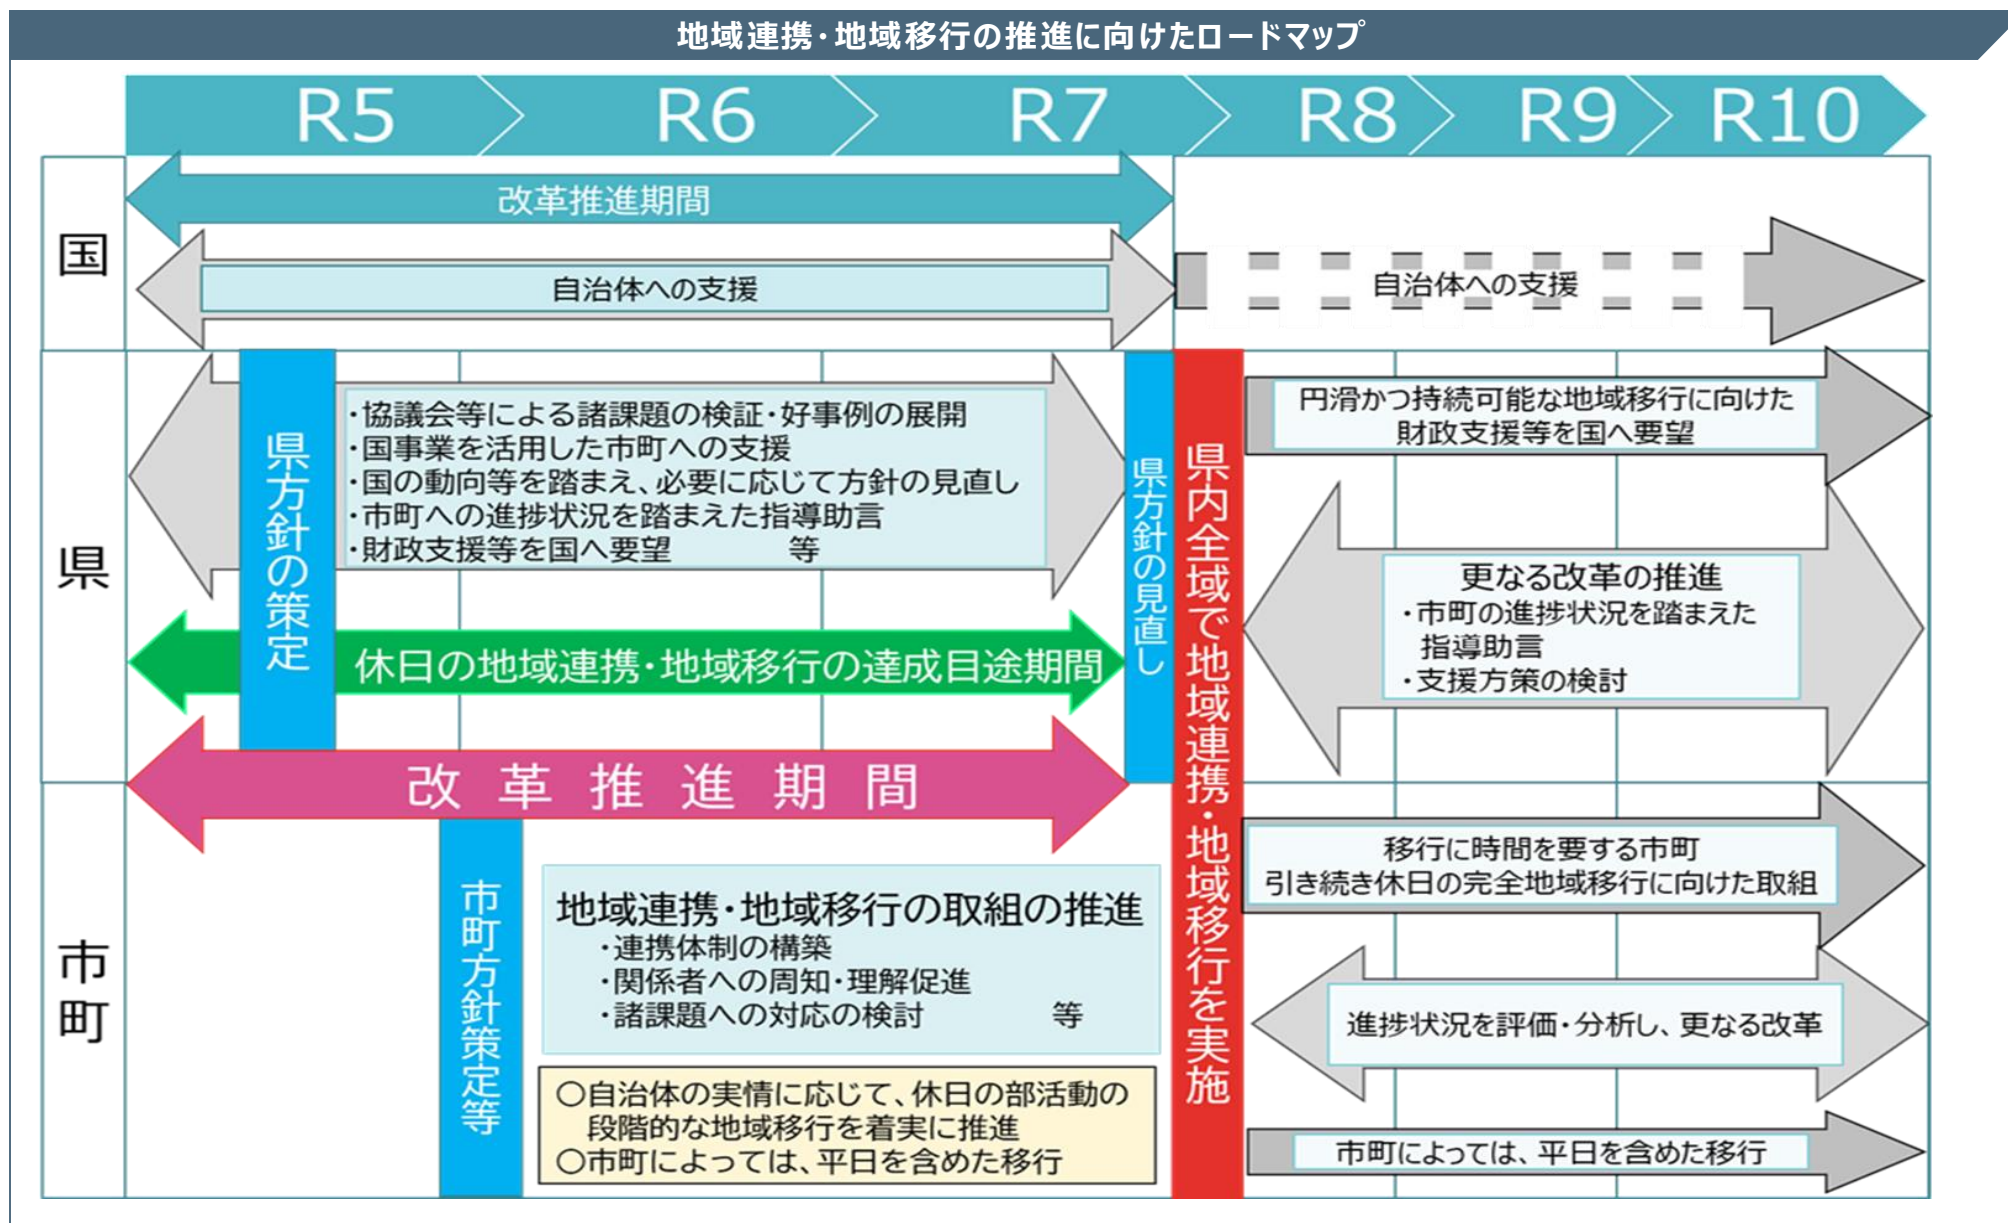 地域連携・地域移行の推進に向けたロードマップ
R5
R6
R7
R8
R9
R10
国
改革推進期間
自治体への支援
自治体への支援
県
県方針の策定
・協議会等による諸課題の検証・好事例の展開
・国事業を活用した市町への支援
・国の動向等を踏まえ、必要に応じて方針の見直し
・市町への進捗状況を踏まえた指導助言
・財政支援等を国へ要望　　　　等
休日の地域連携・地域移行の達成目途期間
県方針の見直し
県内全域で地域連携・地域移行を実施
円滑かつ持続可能な地域移行に向けた
財政支援等を国へ要望
更なる改革の推進
・市町の進捗状況を踏まえた
指導助言
・支援方策の検討
改革推進期間
市町
市町方針策定等
地域連携・地域移行の取組の推進
・連携体制の構築
・関係者への周知・理解促進
・諸課題への対応の検討　　　　等
○自治体の実情に応じて、休日の部活動の
段階的な地域移行を着実に推進
○市町によっては、平日を含めた移行
移行に時間を要する市町
引き続き休日の完全地域移行に向けた取組
進捗状況を評価・分析し、更なる改革
市町によっては、平日を含めた移行